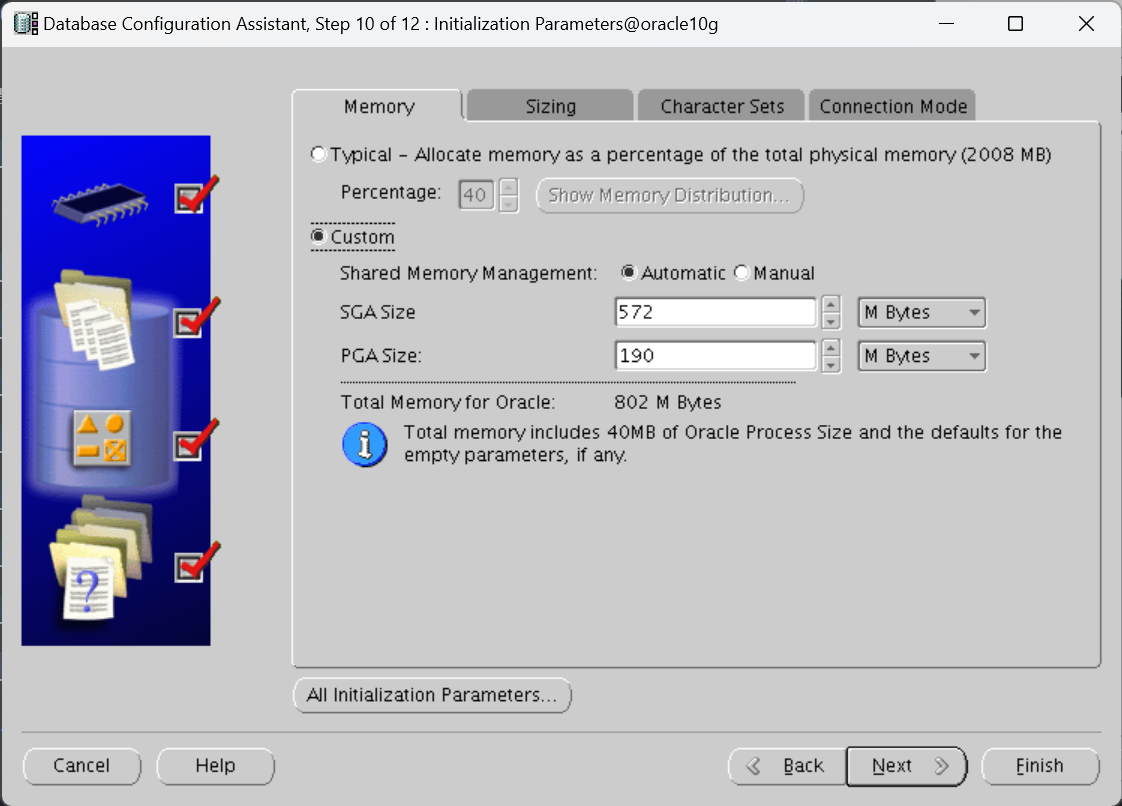 Database Configuration Assistant, Step 10 of 12 : Initialization Parameters@oracle10g
Memory Sizing Character Sets Connection Mode
Typical – Allocate memory as a percentage of the total physical memory (2008 MB)
Percentage: 40 Show Memory Distribution...
Custom
Shared Memory Management: Automatic Manual
SGA Size 572 M Bytes
PGA Size: 190 M Bytes
Total Memory for Oracle: 802 M Bytes
Total memory includes 40MB of Oracle Process Size and the defaults for the
empty parameters, if any.
All Initialization Parameters...
Cancel Help Back Next Finish